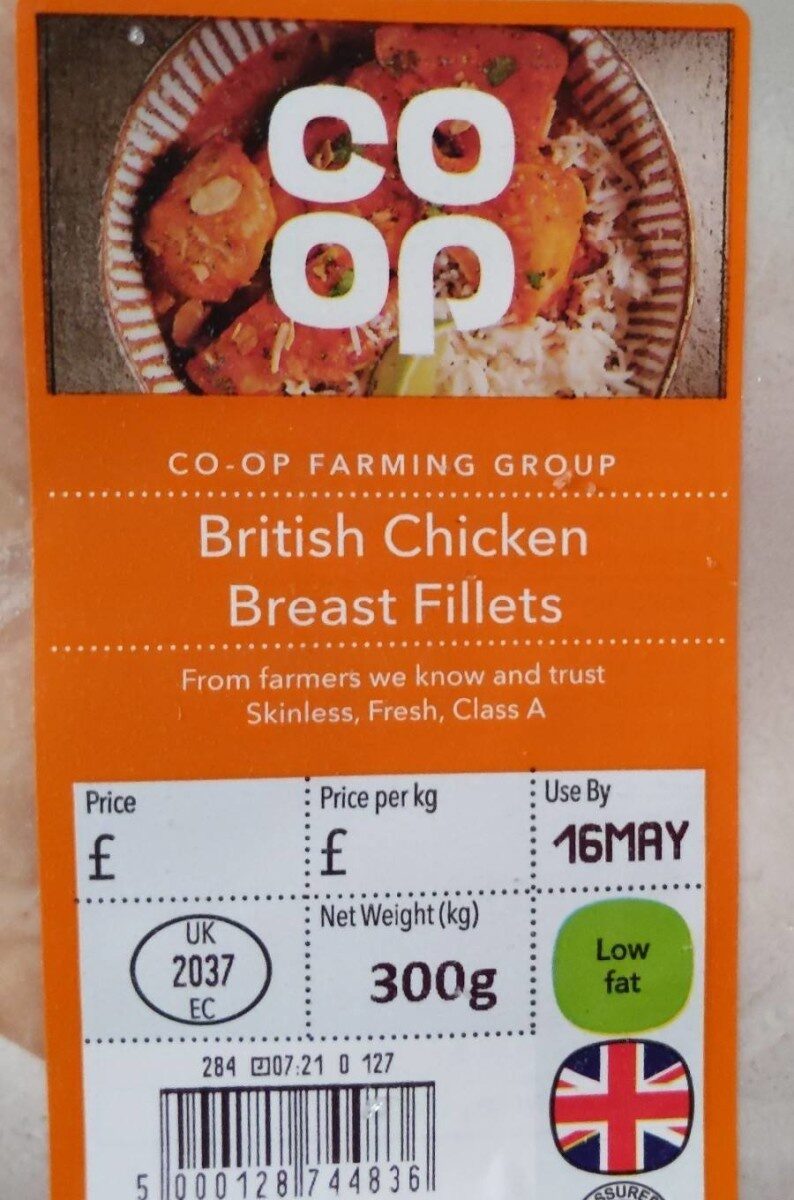 CO
OP
CO-OP FARMING GROUP
British Chicken
Breast Fillets
From farmers we know and trust
Skinless, Fresh, Class A
Price
£
Price per kg
£
Use By
16MAY
UK
2037
EC
Net Weight (kg)
300g
Low
fat
284 07:21 0 127
5 000128 744836